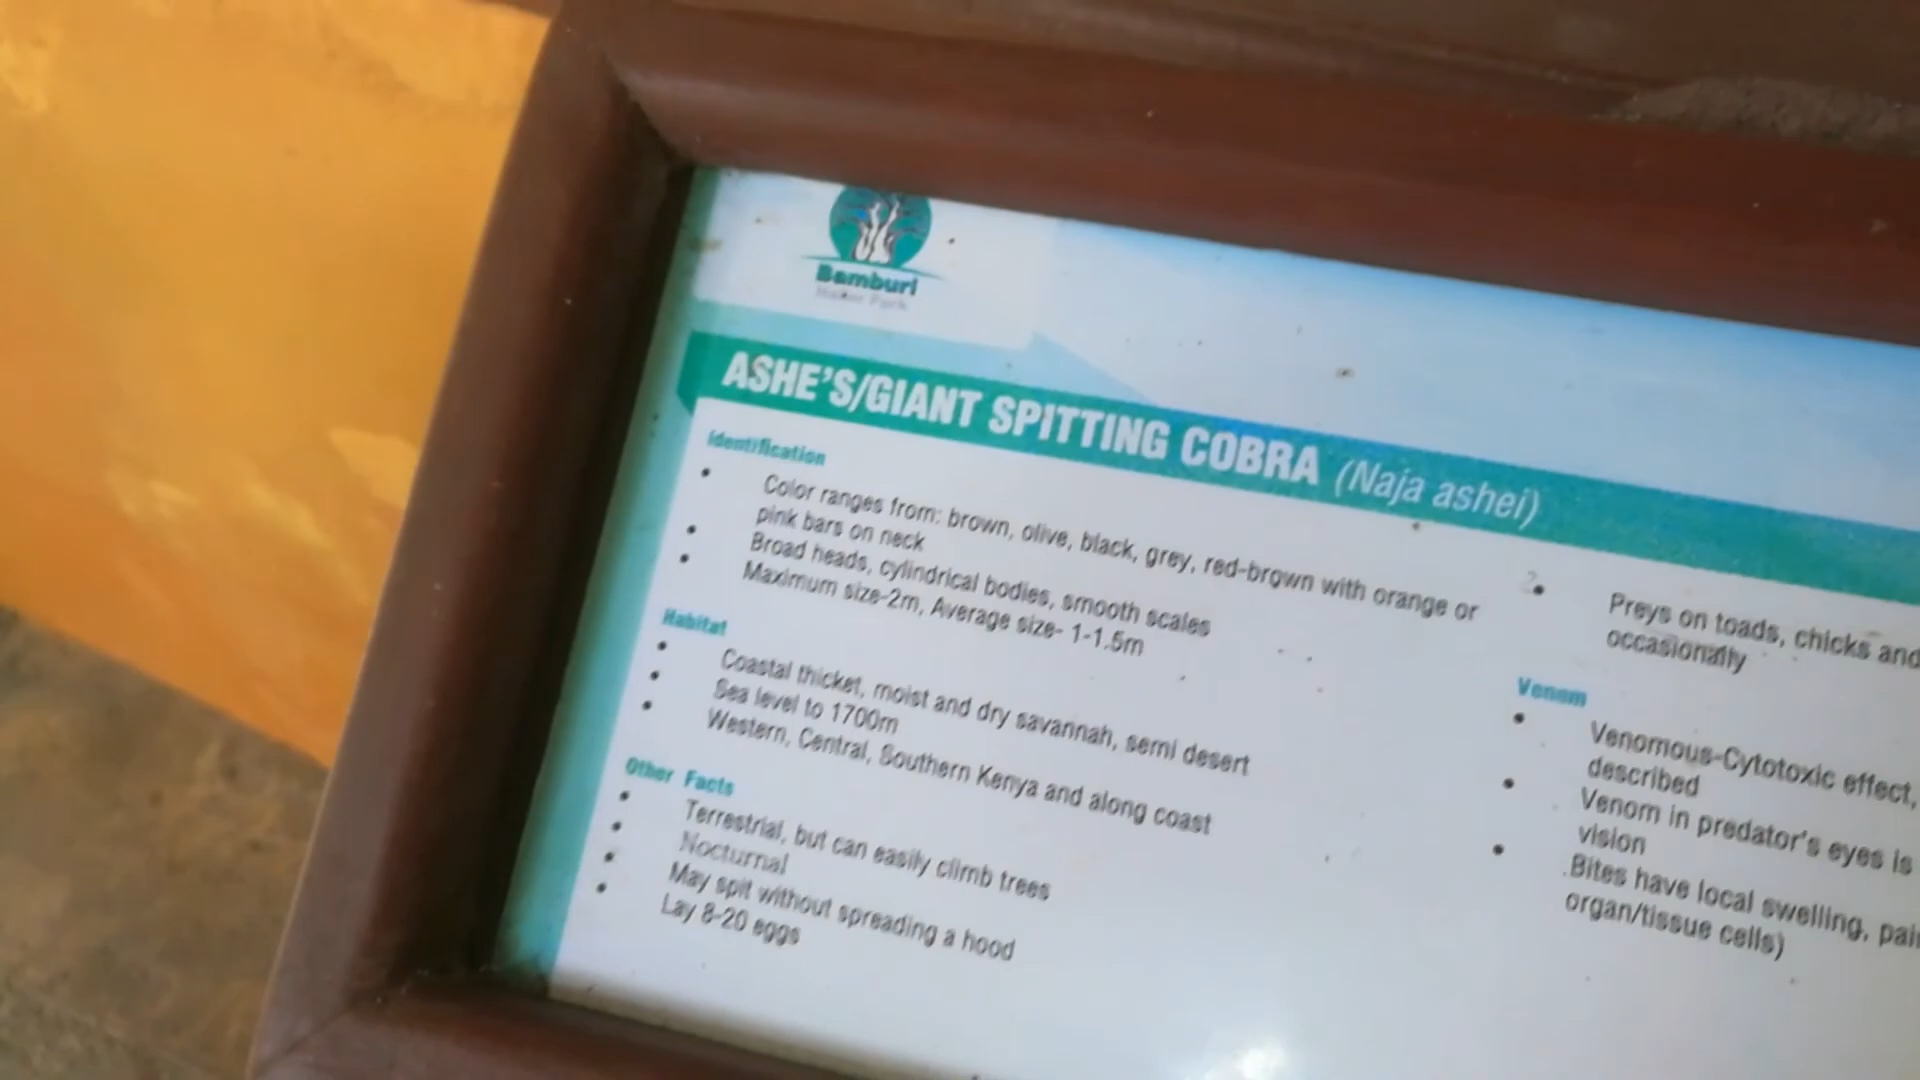 Bamburi
Haller Park
ASHE'S/GIANT SPITTING COBRA (Naja ashei)
Identification
• Color ranges from: brown, olive, black, grey, red-brown with orange or
pink bars on neck
• Broad heads, cylindrical bodies, smooth scales
• Maximum size-2m, Average size- 1-1.5m
Habitat
• Coastal thicket, moist and dry savannah, semi desert
• Sea level to 1700m
• Western, Central, Southern Kenya and along coast
Other Facts
• Terrestrial, but can easily climb trees
• Nocturnal
• May spit without spreading a hood
• Lay 8-20 eggs
• Preys on toads, chicks and
occasionally
Venom
• Venomous-Cytotoxic effect,
described
• Venom in predator's eyes is
vision
• .Bites have local swelling,
organ/tissue cells)